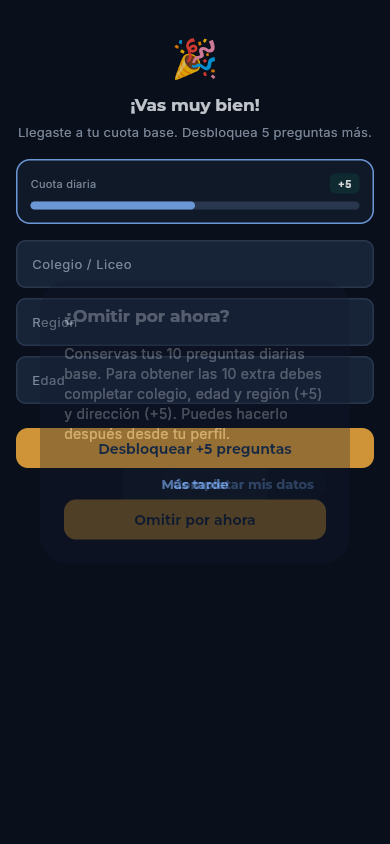 ¡Vas muy bien!
Llegaste a tu cuota base. Desbloquea 5 preguntas más.
Cuota diaria
+5
Colegio / Liceo
¿Omitir por ahora?
Región
Conservas tus 10 preguntas diarias
base. Para obtener las 10 extra debes
Edad
completar colegio, edad y región (+5)
y dirección (+5). Puedes hacerlo
después desde tu perfil.
Desbloquear +5 preguntas
Más tarde
mis datos
Omitir por ahora